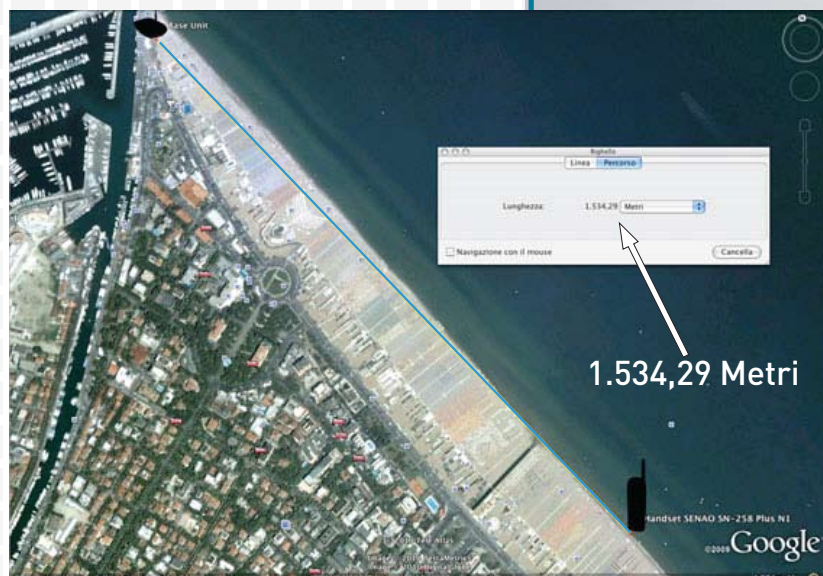 Base Unit
Righello
Linea Percorso
Lunghezza: 1.534,29 Metri
Navigazione con il mouse
Cancella
1.534,29 Metri
Handset SENAO SN-258 Plus NI
©2009 Google